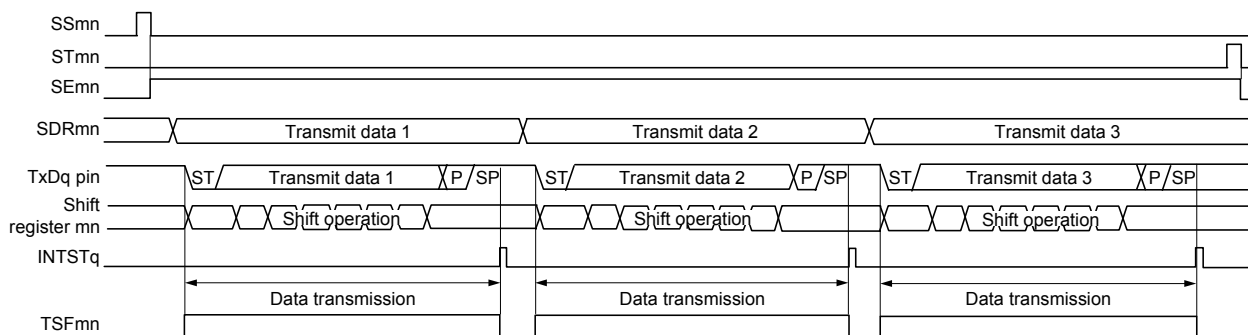 SSmn
STmn
SEmn
SDRmn Transmit data 1 Transmit data 2 Transmit data 3
TxDq pin ST Transmit data 1 P SP ST Transmit data 2 P SP ST Transmit data 3 P SP
Shift
register mn Shift operation Shift operation Shift operation
INTSTq
Data transmission Data transmission Data transmission
TSFmn